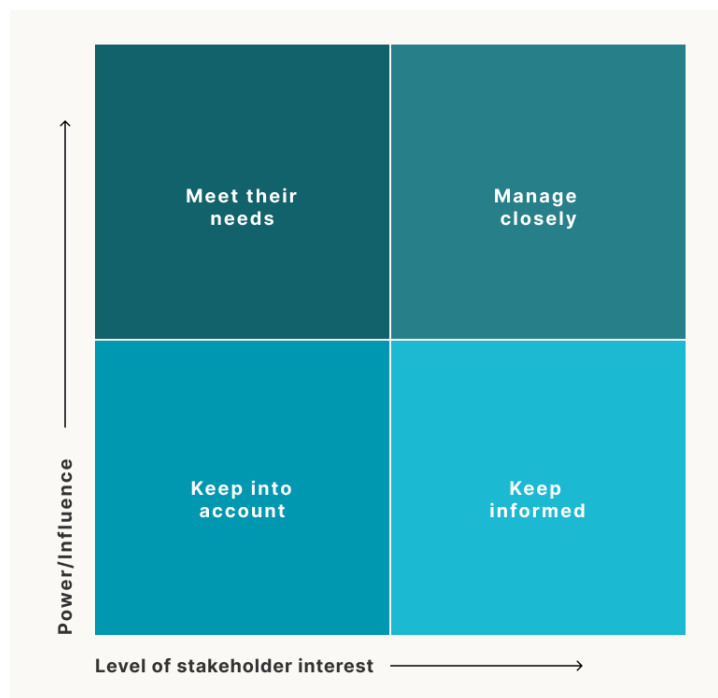 Meet their
needs
Manage
closely
Keep into
account
Keep
informed
Power/Influence
Level of stakeholder interest